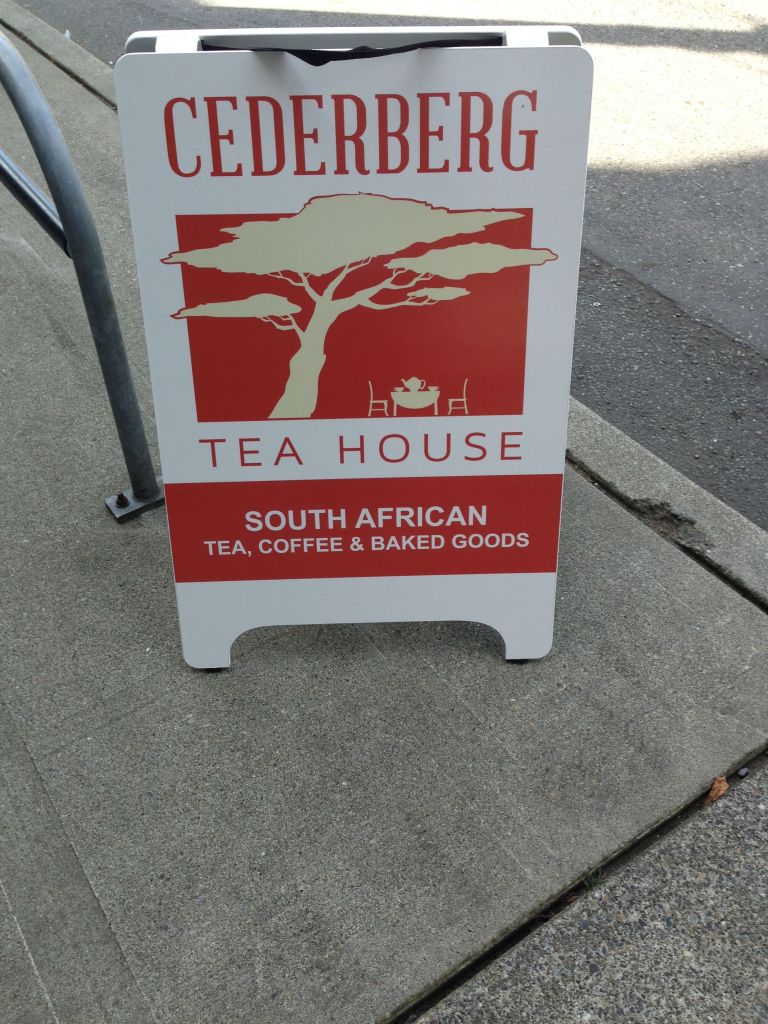 CEDERBERG
TEA HOUSE
SOUTH AFRICAN
TEA, COFFEE & BAKED GOODS